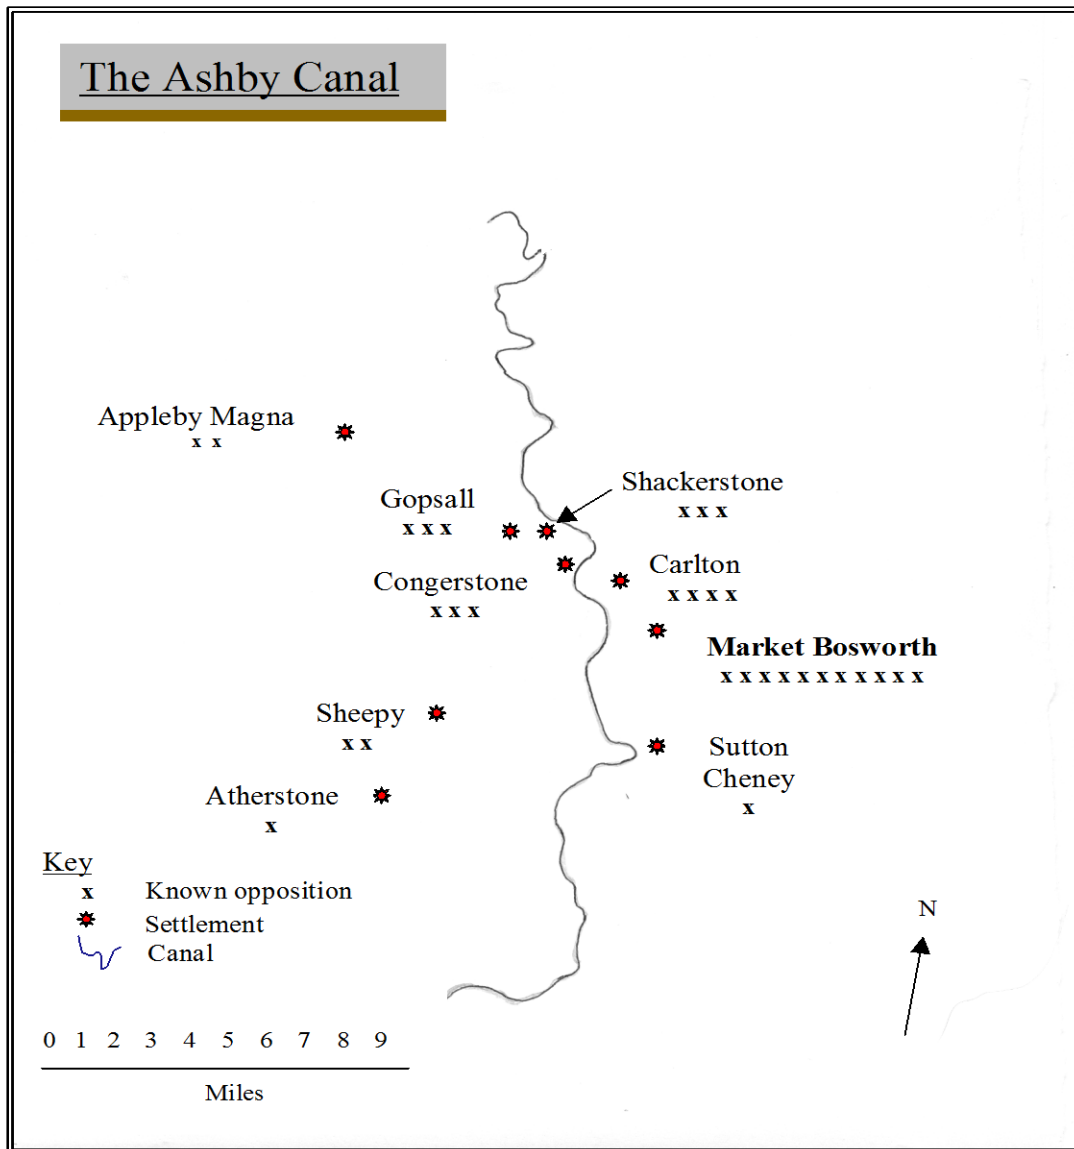 The Ashby Canal
Appleby Magna
x x
Shackerstone
x x x
Gopsall
x x x
Carlton
x x x x
Congerstone
x x x
Market Bosworth
x x x x x x x x x x x
Sheepy
x x
Sutton
Cheney
x
Atherstone
x
Key
x Known opposition
Settlement
Canal
N
0 1 2 3 4 5 6 7 8 9
Miles